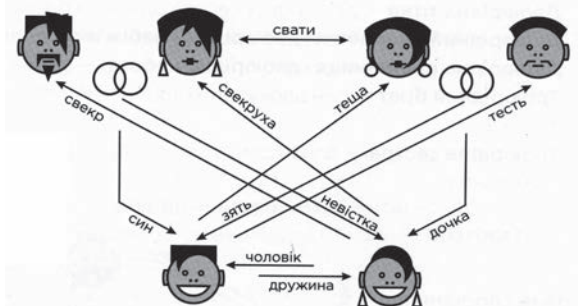 свати
свекр
свекруха
теща
тесть
син
зять
невістка
дочка
чоловік
дружина